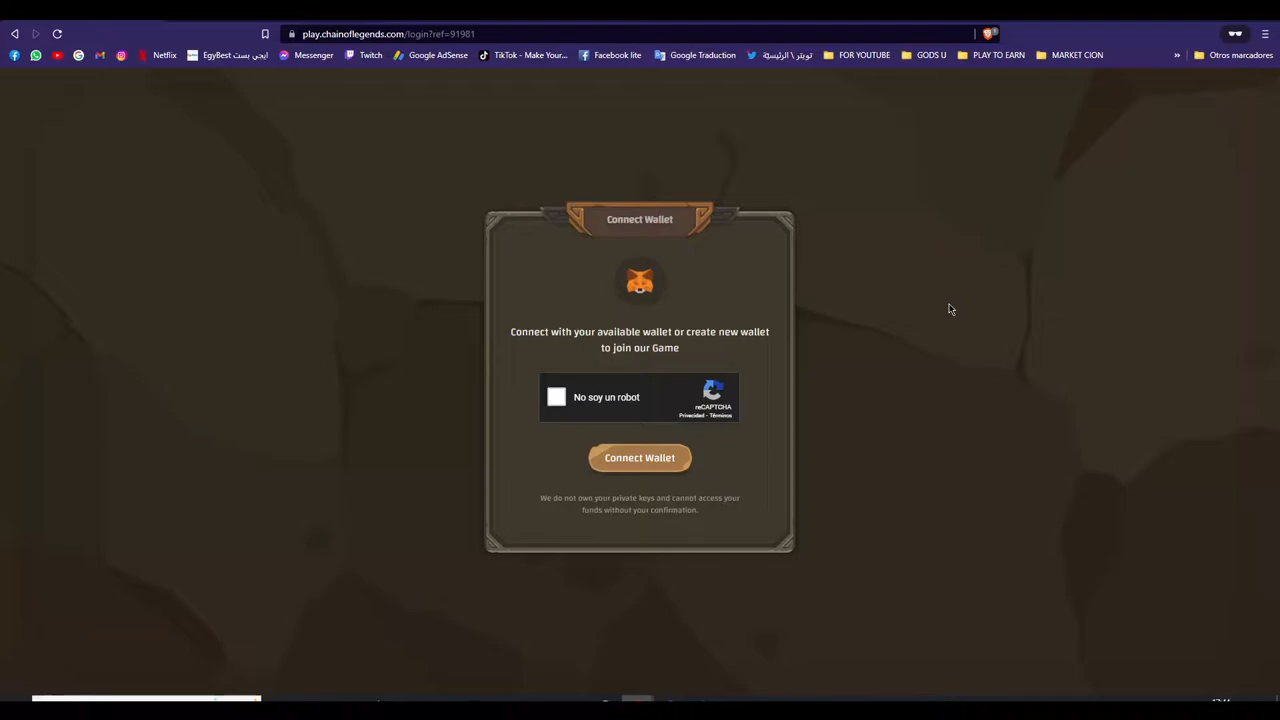 play.chainoflegends.com/login?ref=91981
Netflix
EgyBest ايجي بست
Messenger
Twitch
Google AdSense
TikTok - Make Your...
Facebook lite
Google Traduction
تويتر \ الرئيسيّة
FOR YOUTUBE
GODS U
PLAY TO EARN
MARKET CION
»
Otros marcadores
Connect Wallet
Connect with your available wallet or create new wallet
to join our Game
No soy un robot
reCAPTCHA
Privacidad - Términos
Connect Wallet
We do not own your private keys and cannot access your
funds without your confirmation.